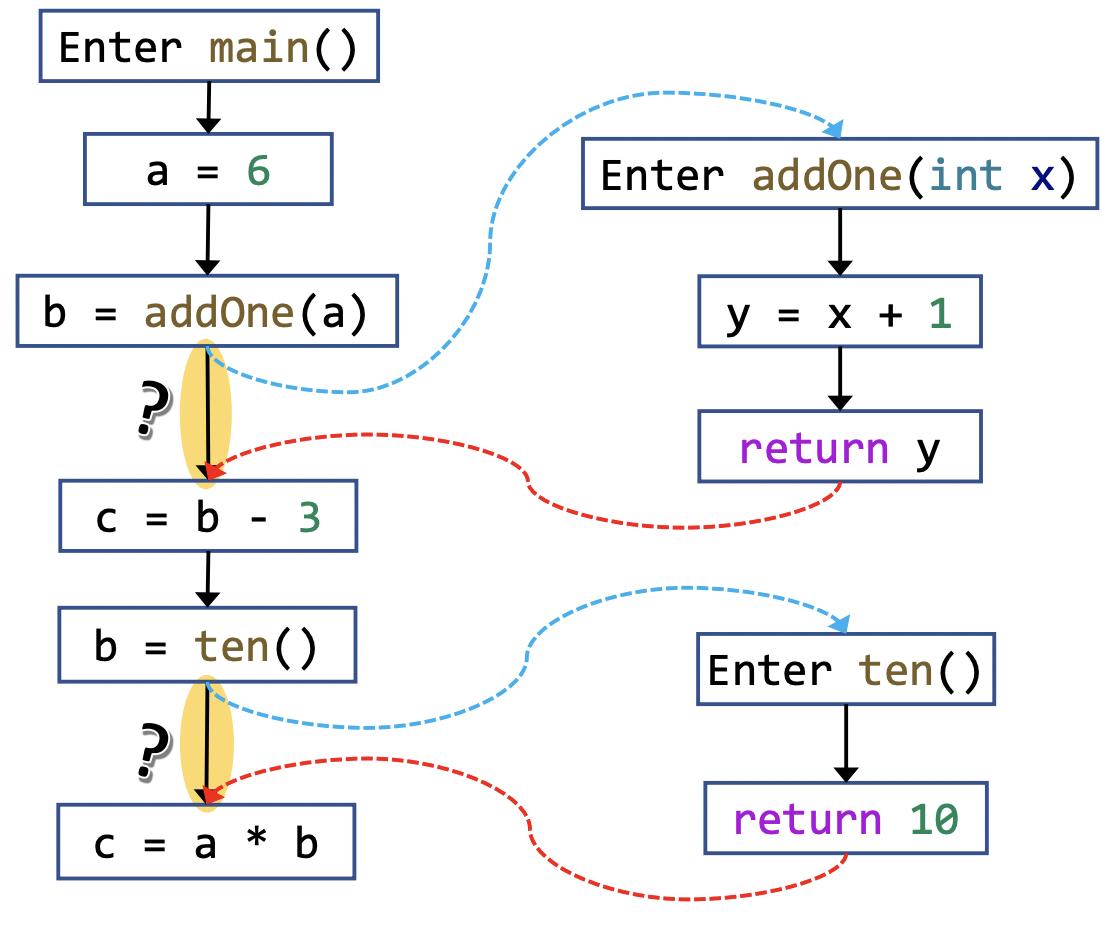 Enter main()
a = 6
b = addOne(a)
?
c = b - 3
b = ten()
?
c = a * b
Enter addOne(int x)
y = x + 1
return y
Enter ten()
return 10